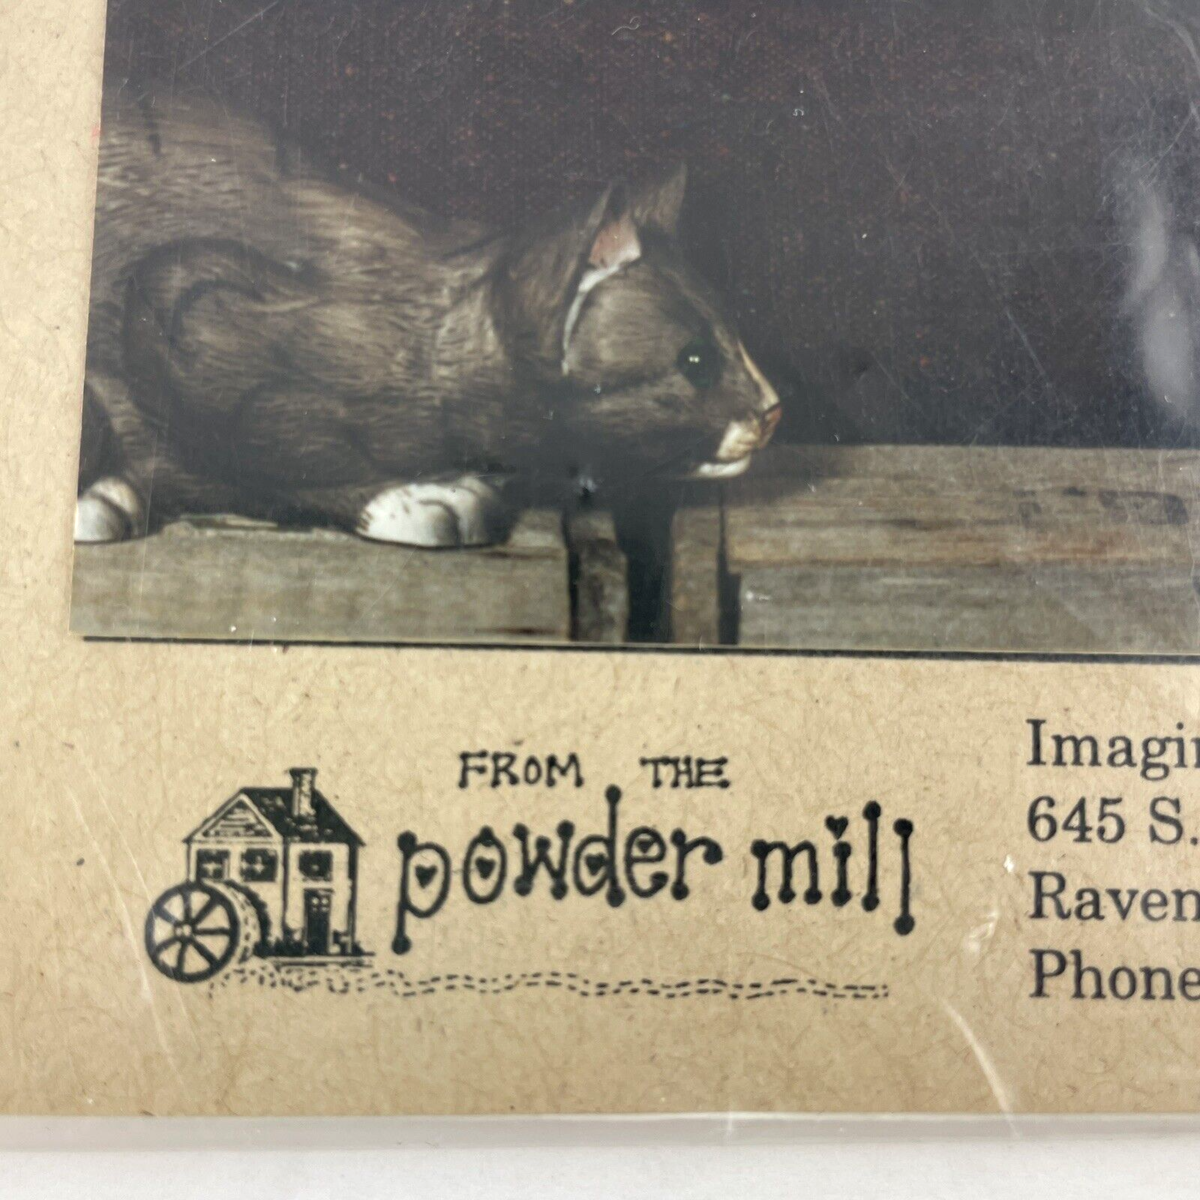 FROM THE
powder mill
Imagin
645 S.
Raven
Phone